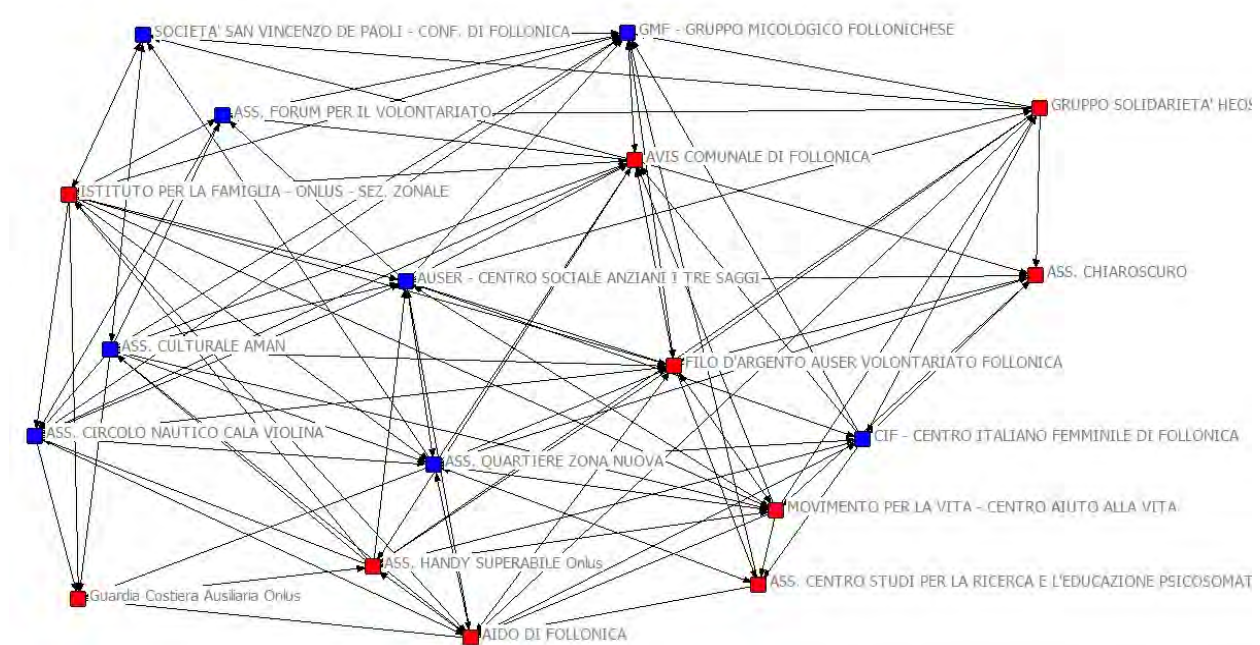 SOCIETA' SAN VINCENZO DE PAOLI - CONF. DI FOLLONICA
GMF - GRUPPO MICOLOGICO FOLLONICHESE
GRUPPO SOLIDARIETA' HEOS
ASS. FORUM PER IL VOLONTARIATO
AVIS COMUNALE DI FOLLONICA
ISTITUTO PER LA FAMIGLIA - ONLUS - SEZ. ZONALE
AUSER - CENTRO SOCIALE ANZIANI I TRE SAGGI
ASS. CHIAROSCURO
ASS. CULTURALE AMAN
FILO D'ARGENTO AUSER VOLONTARIATO FOLLONICA
ASS. CIRCOLO NAUTICO CALA VIOLINA
CIF - CENTRO ITALIANO FEMMINILE DI FOLLONICA
ASS. QUARTIERE ZONA NUOVA
MOVIMENTO PER LA VITA - CENTRO AIUTO ALLA VITA
ASS. HANDY SUPERABILE Onlus
ASS. CENTRO STUDI PER LA RICERCA E L'EDUCAZIONE PSICOSOMAT
Guardia Costiera Ausiliaria Onlus
AIDO DI FOLLONICA